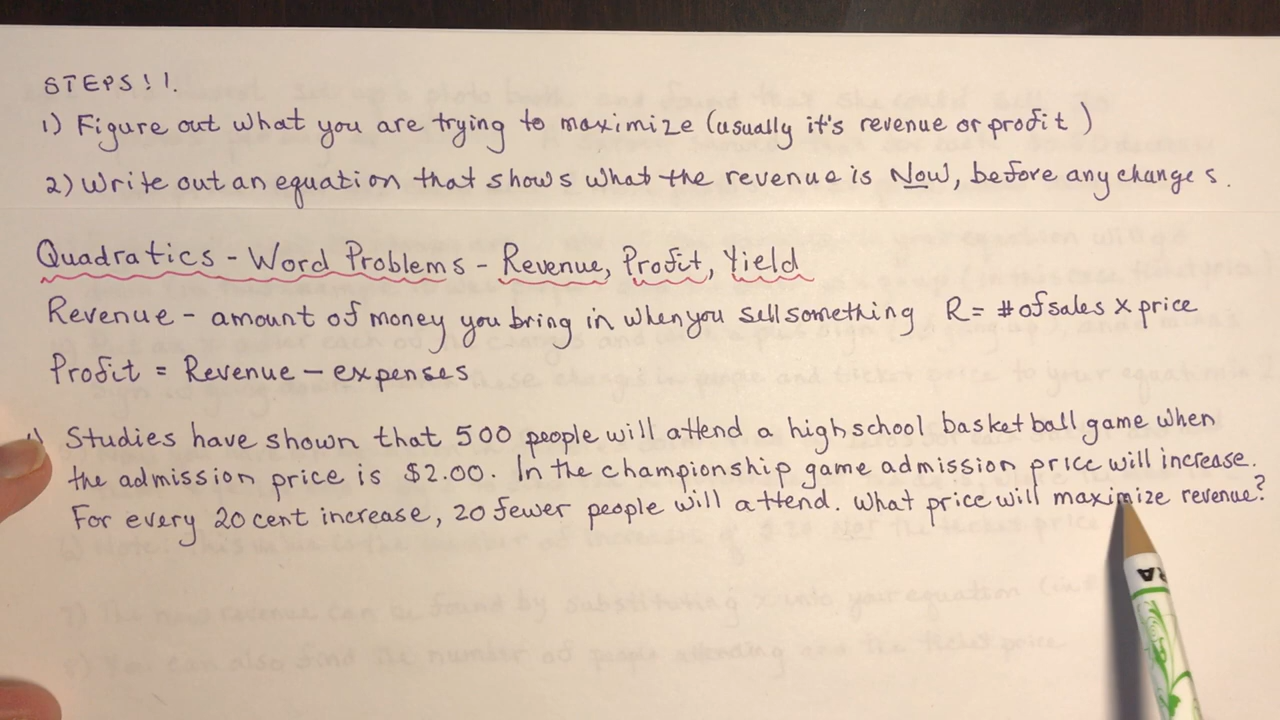 STEPS!!.
1) Figure out what you are trying to maximize (usually it's revenue or profit)
2) Write out an equation that shows what the revenue is Now, before any changes.
Quadratics - Word Problems - Revenue, Profit, Yield
Revenue - amount of money you bring in when you sell something R = # of sales x price
Profit = Revenue - expenses
Studies have shown that 500 people will attend a high school basketball game when
the admission price is $2.00. In the championship game admission price will increase.
For every 20 cent increase, 20 fewer people will attend. What price will maximize revenue?
RA